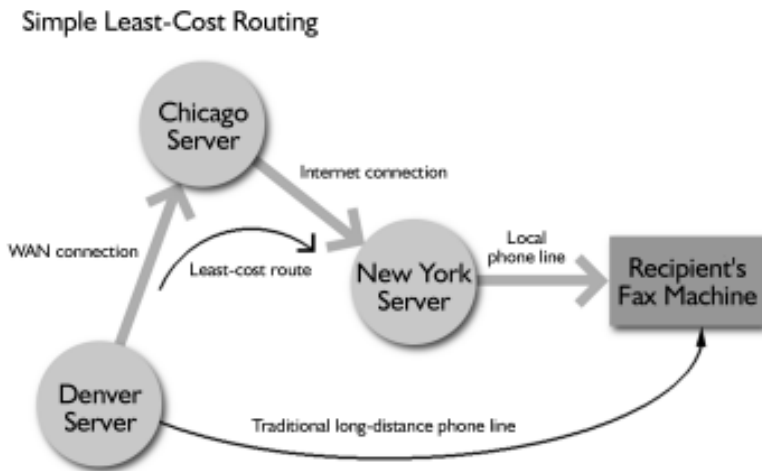 Simple Least-Cost Routing
Chicago
Server
Internet connection
WAN connection
Least-cost route
Local
phone line
New York
Server
Recipient's
Fax Machine
Denver
Server
Traditional long-distance phone line